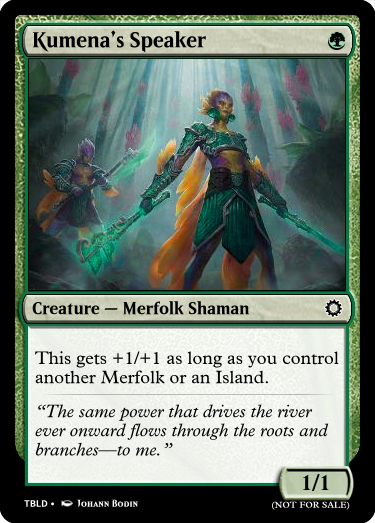 Kumena's Speaker
Creature — Merfolk Shaman
This gets +1/+1 as long as you control
another Merfolk or an Island.
“The same power that drives the river
ever onward flows through the roots and
branches—to me.”
1/1
TBLD • Johann Bodin
(NOT FOR SALE)